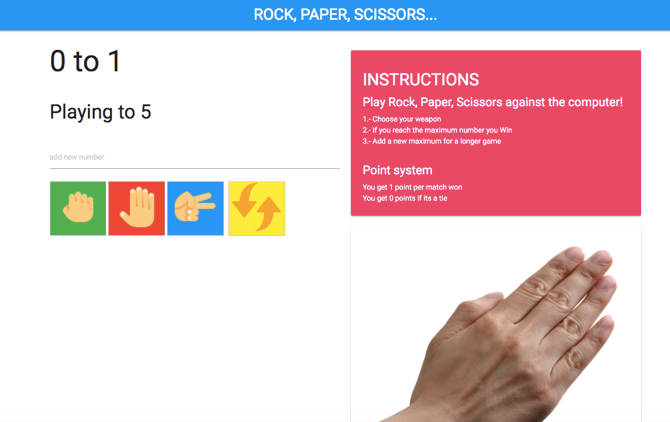 ROCK, PAPER, SCISSORS...
0 to 1
Playing to 5
add new number
INSTRUCTIONS
Play Rock, Paper, Scissors against the computer!
1.- Choose your weapon
2.- If you reach the maximum number you Win
3.- Add a new maximum for a longer game
Point system
You get 1 point per match won
You get 0 points if its a tie